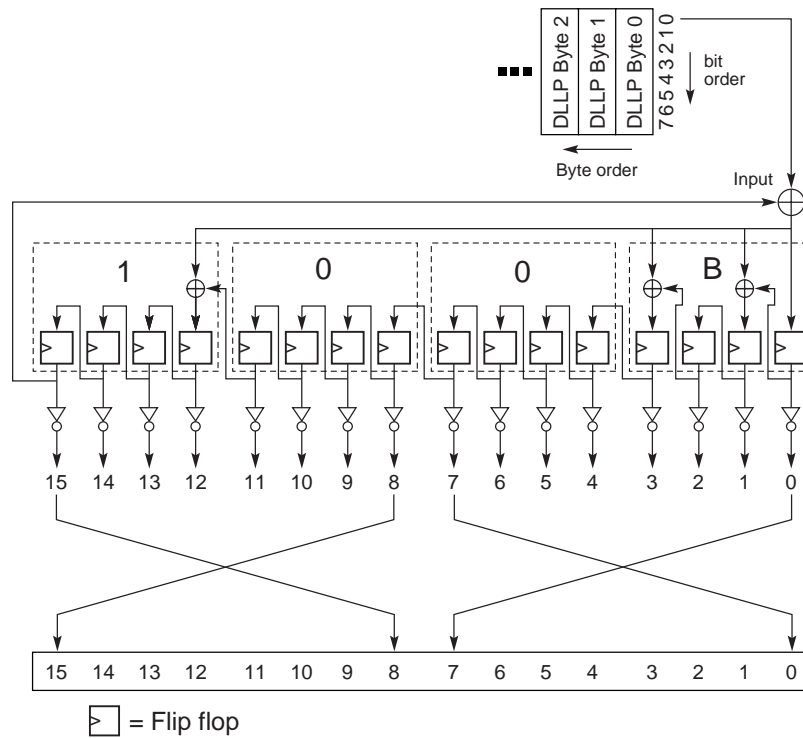 DLLP Byte 2
DLLP Byte 1
DLLP Byte 0
76543210
bit
order
Byte order
Input
1 0 0 B
> > > > > > > > > > > > > > > >
15 14 13 12 11 10 9 8 7 6 5 4 3 2 1 0
15 14 13 12 11 10 9 8 7 6 5 4 3 2 1 0
> = Flip flop